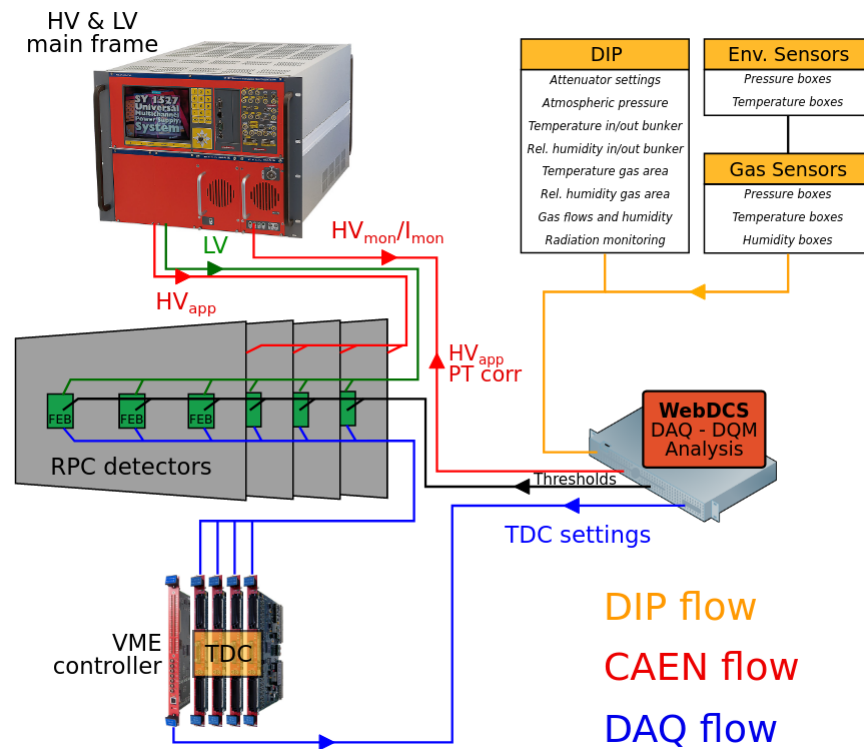 HV & LV
main frame
SY 1527
Universal
Multichannel
Power Supply
System
DIP
Attenuator settings
Atmospheric pressure
Temperature in/out bunker
Rel. humidity in/out bunker
Temperature gas area
Rel. humidity gas area
Gas flows and humidity
Radiation monitoring
Env. Sensors
Pressure boxes
Temperature boxes
Gas Sensors
Pressure boxes
Temperature boxes
Humidity boxes
LV
HVmon/Imon
HVapp
HVapp
PT corr
FEB
FEB
FEB
RPC detectors
WebDCS
DAQ - DQM
Analysis
Thresholds
TDC settings
VME
controller
TDC
DIP flow
CAEN flow
DAQ flow